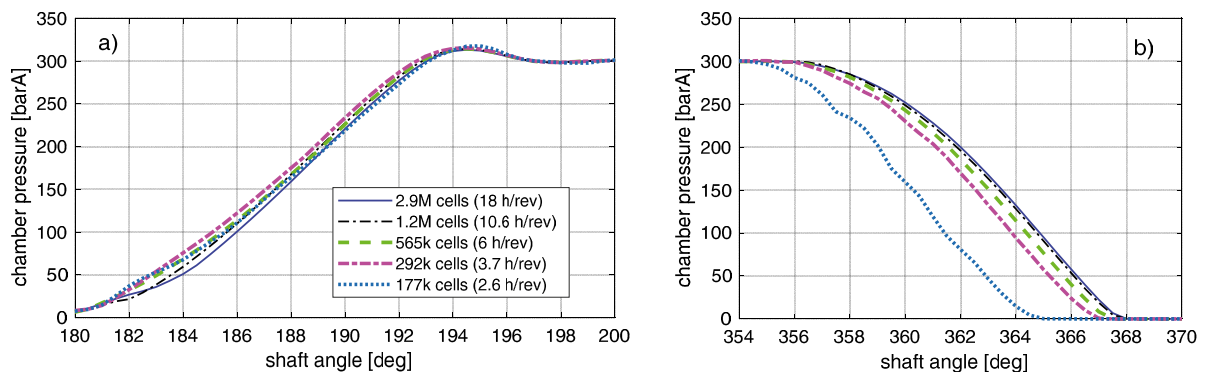 350
300
250
200
150
100
50
0
chamber pressure [barA]
a)
2.9M cells (18 h/rev)
1.2M cells (10.6 h/rev)
565k cells (6 h/rev)
292k cells (3.7 h/rev)
177k cells (2.6 h/rev)
180 182 184 186 188 190 192 194 196 198 200
shaft angle [deg]
350
300
250
200
150
100
50
0
chamber pressure [barA]
b)
354 356 358 360 362 364 366 368 370
shaft angle [deg]